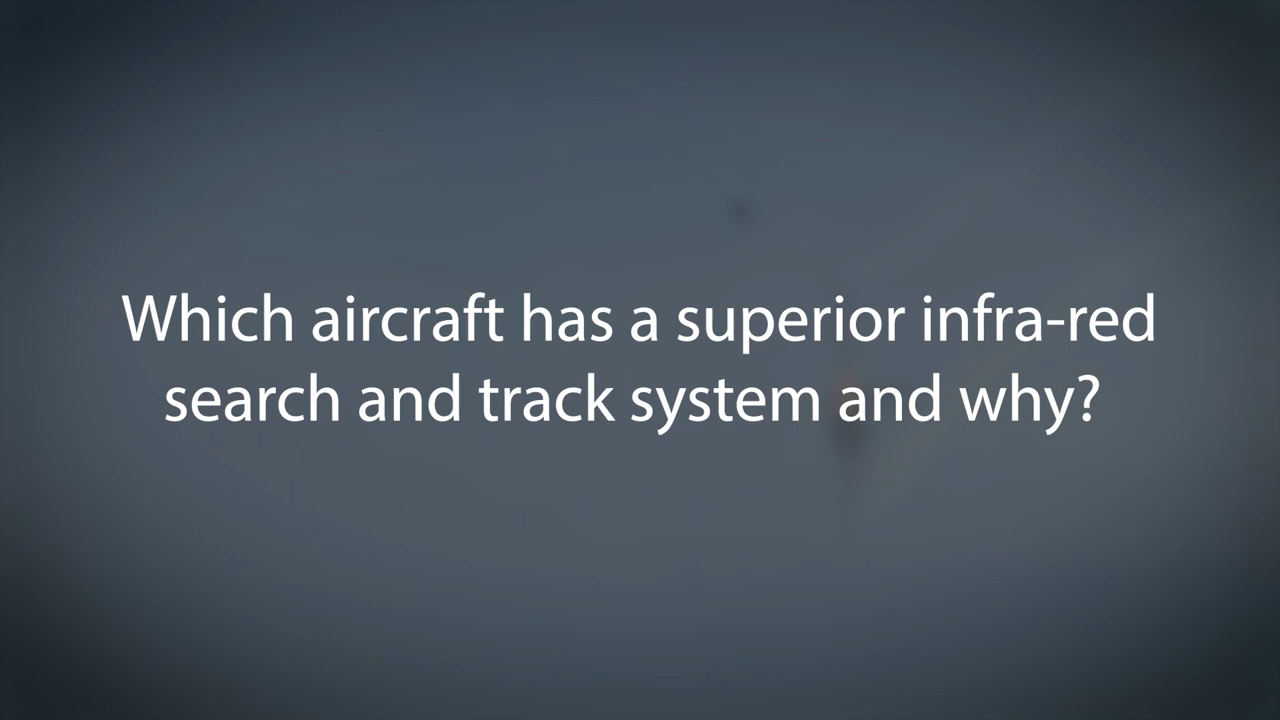 Which aircraft has a superior infra-red
search and track system and why?